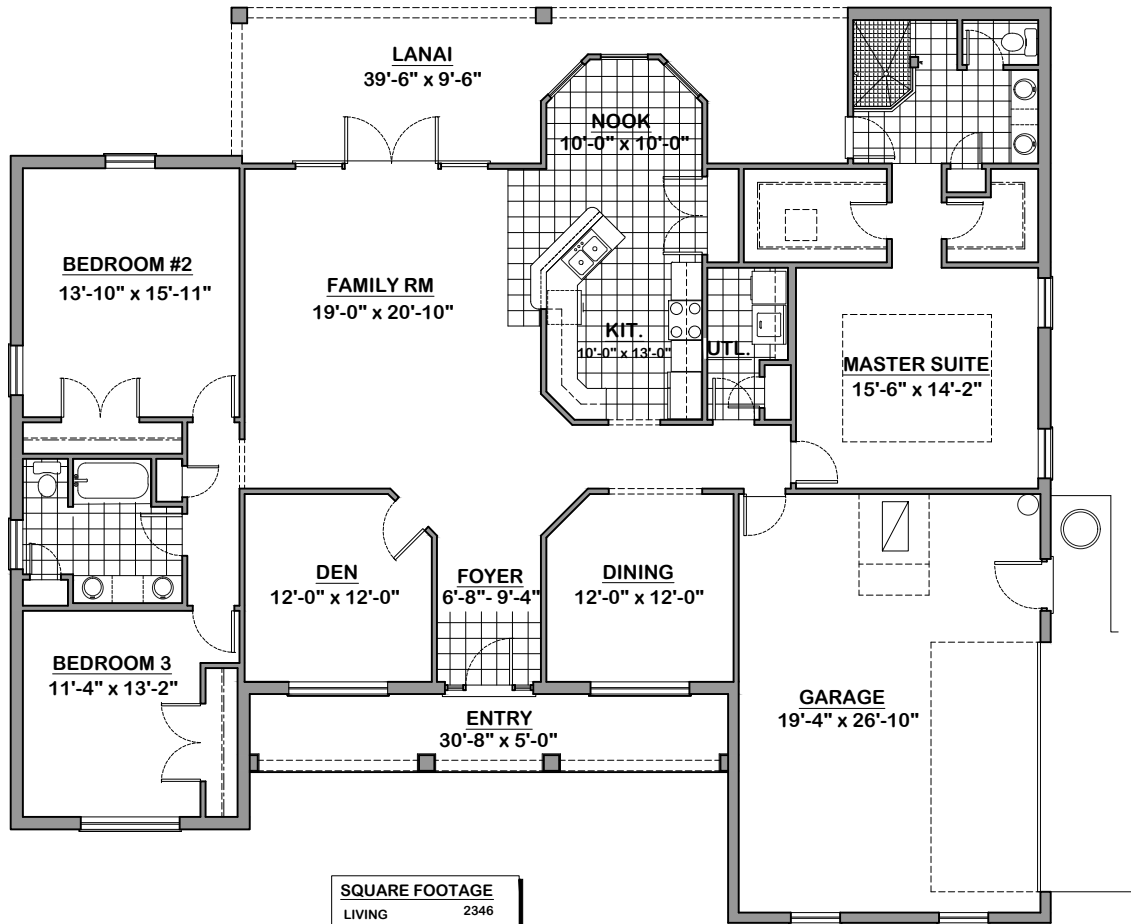 LANAI
39'-6" x 9'-6"
NOOK
10'-0" x 10'-0"
BEDROOM #2
13'-10" x 15'-11"
FAMILY RM
19'-0" x 20'-10"
KIT.
10'-0" x 13'-0"
UTL.
MASTER SUITE
15'-6" x 14'-2"
DEN
12'-0" x 12'-0"
FOYER
6'-8"- 9'-4"
DINING
12'-0" x 12'-0"
BEDROOM 3
11'-4" x 13'-2"
ENTRY
30'-8" x 5'-0"
GARAGE
19'-4" x 26'-10"
SQUARE FOOTAGE
LIVING 2346